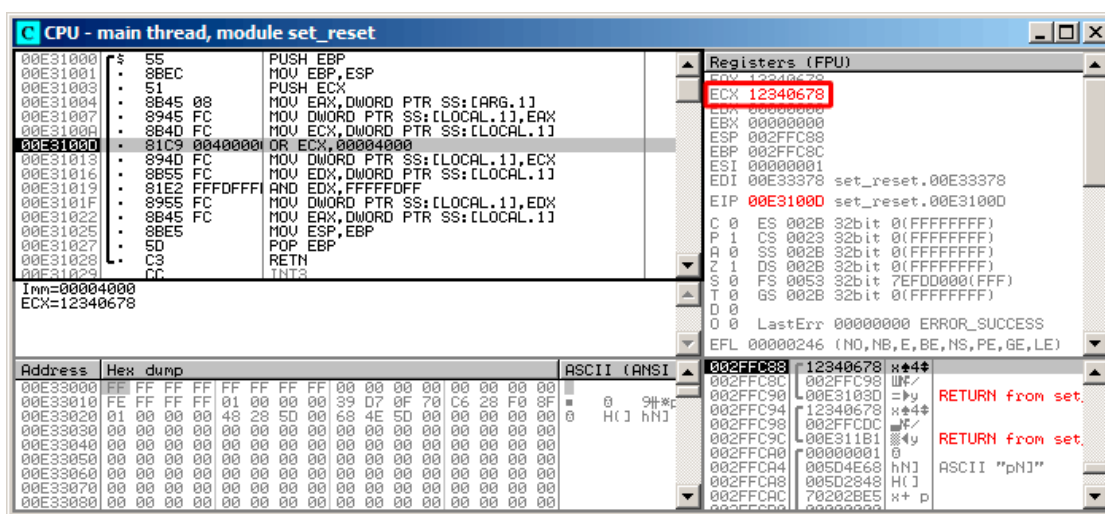 C CPU - main thread, module set_reset
00E31000 $ 55 PUSH EBP
00E31001 . 8BEC MOV EBP,ESP
00E31003 . 51 PUSH ECX
00E31004 . 8B45 08 MOV EAX,DWORD PTR SS:[ARG.1]
00E31007 . 8945 FC MOV DWORD PTR SS:[LOCAL.1],EAX
00E3100A . 8B4D FC MOV ECX,DWORD PTR SS:[LOCAL.1]
00E3100D . 81C9 0040000 OR ECX,00004000
00E31013 . 894D FC MOV DWORD PTR SS:[LOCAL.1],ECX
00E31016 . 8B55 FC MOV EDX,DWORD PTR SS:[LOCAL.1]
00E31019 . 81E2 FFFDFFF AND EDX,FFFFFDFF
00E3101F . 8955 FC MOV DWORD PTR SS:[LOCAL.1],EDX
00E31022 . 8B45 FC MOV EAX,DWORD PTR SS:[LOCAL.1]
00E31025 . 8BE5 MOV ESP,EBP
00E31027 . 5D POP EBP
00E31028 . C3 RETN
00E31029 CC INT3
Imm=00004000
ECX=12340678
Registers (FPU)
EAX 12340678
ECX 12340678
EDX 00000000
EBX 00000000
ESP 002FFC88
EBP 002FFC8C
ESI 00000001
EDI 00E33378 set_reset.00E33378
EIP 00E3100D set_reset.00E3100D
C 0 ES 002B 32bit 0(FFFFFFFF)
P 1 CS 0023 32bit 0(FFFFFFFF)
A 0 SS 002B 32bit 0(FFFFFFFF)
Z 1 DS 002B 32bit 0(FFFFFFFF)
S 0 FS 0053 32bit 7EFDD000(FFF)
T 0 GS 002B 32bit 0(FFFFFFFF)
D 0
O 0 LastErr 00000000 ERROR_SUCCESS
EFL 00000246 (NO,NB,E,BE,NS,PE,GE,LE)
Address Hex dump ASCII (ANSI
00E33000 FF FF FF FF FF FF FF FF 00 00 00 00 00 00 00 00
00E33010 FE FF FF FF 01 00 00 00 39 D7 0F 70 C6 28 F0 8F
00E33020 01 00 00 00 48 28 5D 00 68 4E 5D 00 00 00 00 00 H(] hN]
00E33030 00 00 00 00 00 00 00 00 00 00 00 00 00 00 00 00
00E33040 00 00 00 00 00 00 00 00 00 00 00 00 00 00 00 00
00E33050 00 00 00 00 00 00 00 00 00 00 00 00 00 00 00 00
00E33060 00 00 00 00 00 00 00 00 00 00 00 00 00 00 00 00
00E33070 00 00 00 00 00 00 00 00 00 00 00 00 00 00 00 00
00E33080 00 00 00 00 00 00 00 00 00 00 00 00 00 00 00 00
002FFC88 12340678 x♠4↕
002FFC8C 002FFC98
002FFC90 00E3103D RETURN from set
002FFC94 12340678 x♠4↕
002FFC98 002FFCDC
002FFC9C 00E311B1 RETURN from set
002FFCA0 00000001
002FFCA4 005D4E68 hN] ASCII "pN]"
002FFCA8 005D2848 H(]
002FFCAC 70202BE5 x+ p